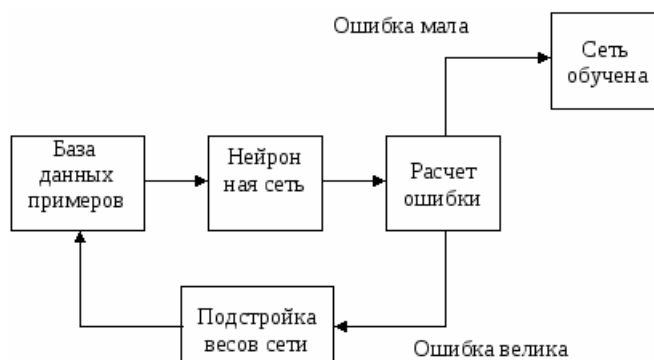 Ошибка мала
Сеть
обучена
База
данных
примеров
Нейрон
ная сеть
Расчет
ошибки
Подстройка
весов сети
Ошибка велика